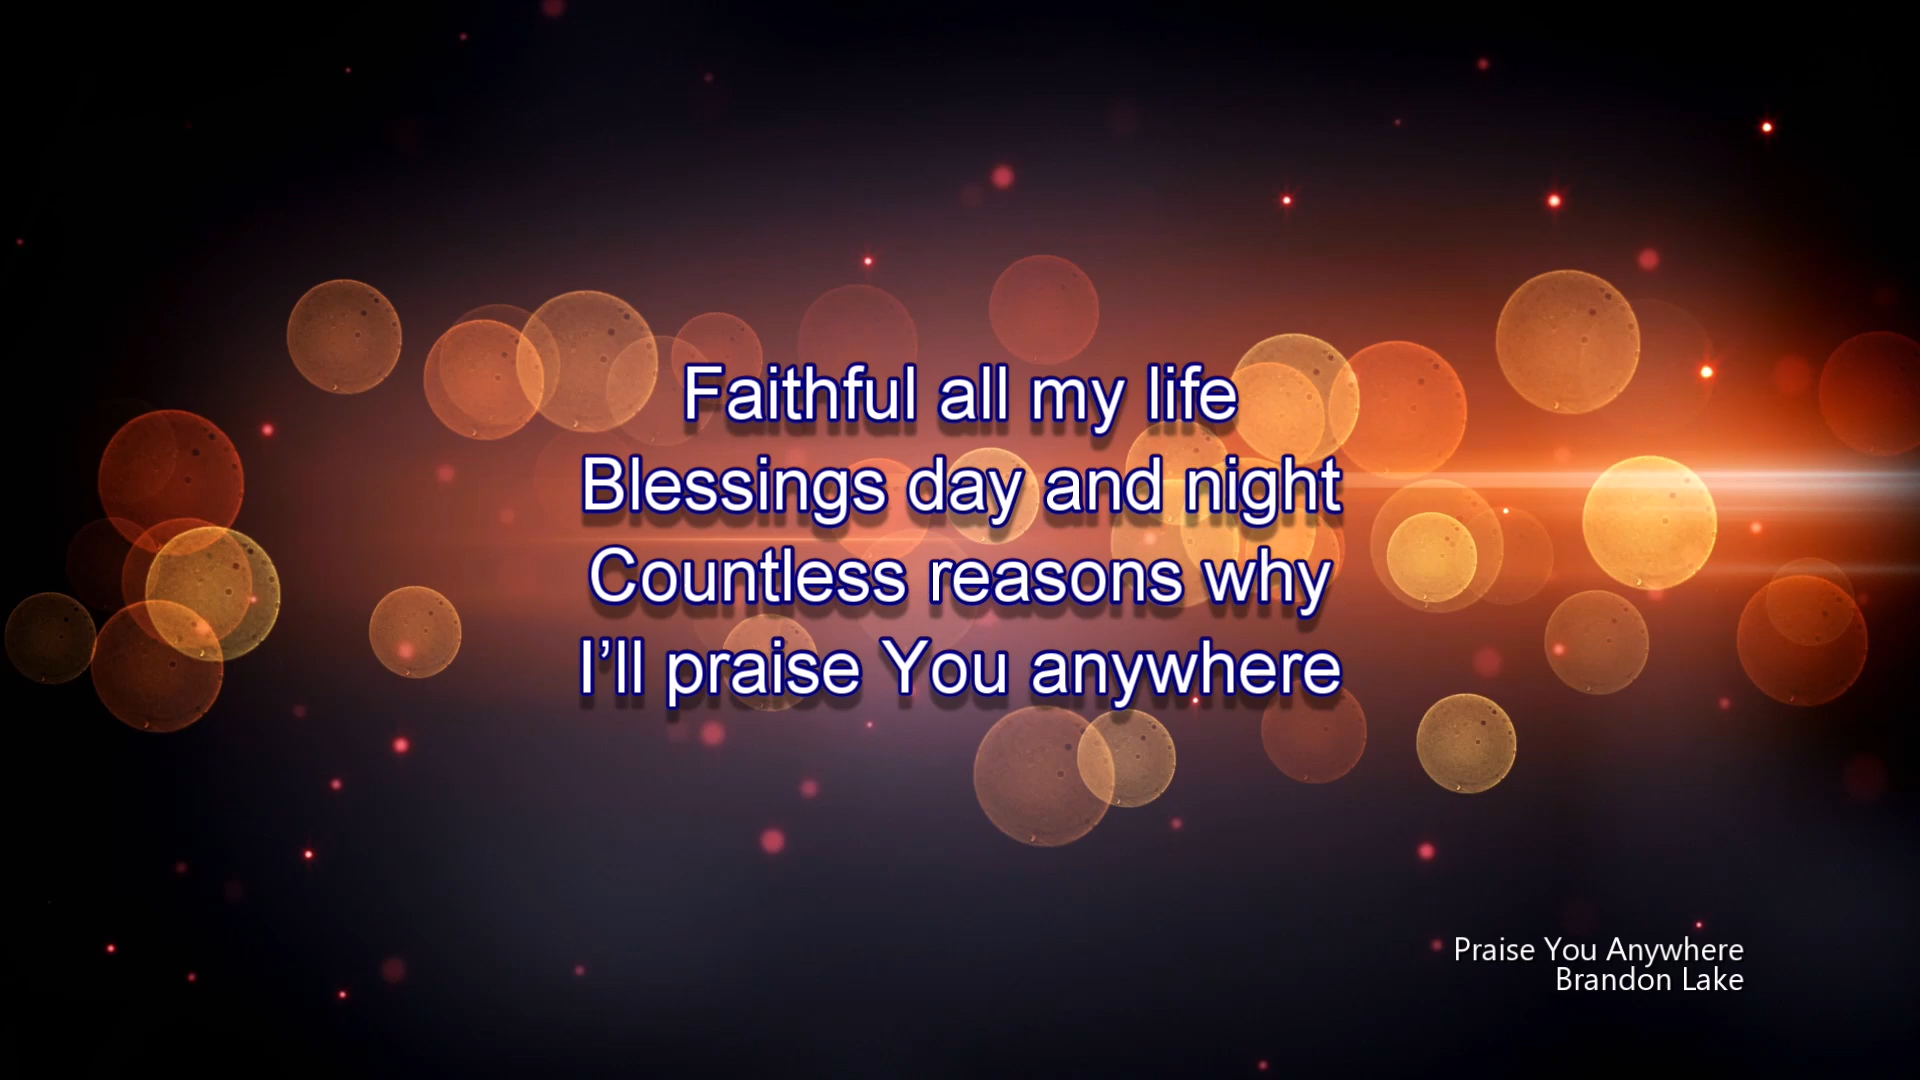 Faithful all my life
Blessings day and night
Countless reasons why
I’ll praise You anywhere
Praise You Anywhere
Brandon Lake